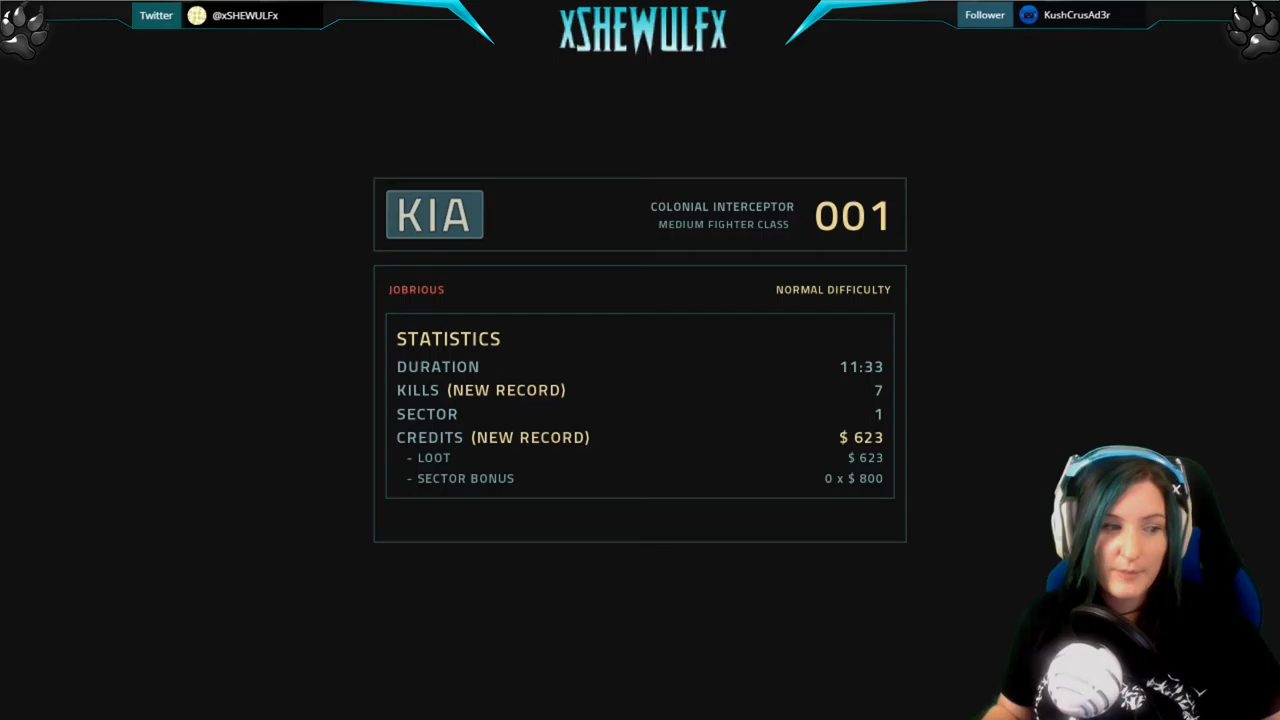 Twitter @xSHEWULFx
xSHEWULFx
Follower KushCrusAd3r
KIA
COLONIAL INTERCEPTOR
MEDIUM FIGHTER CLASS
001
JOBRIOUS
NORMAL DIFFICULTY
STATISTICS
DURATION 11:33
KILLS (NEW RECORD) 7
SECTOR 1
CREDITS (NEW RECORD) $ 623
- LOOT $ 623
- SECTOR BONUS 0 x $ 800